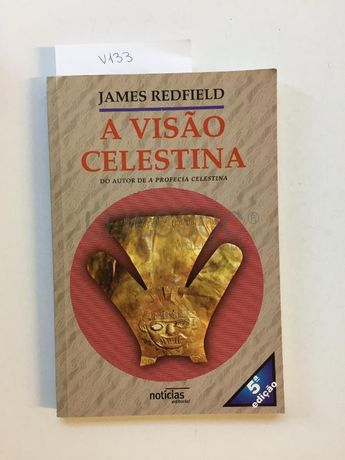 V133
JAMES REDFIELD
A VISÃO
CELESTINA
DO AUTOR DE A PROFECIA CELESTINA
5ª
edição
notícias
editorial